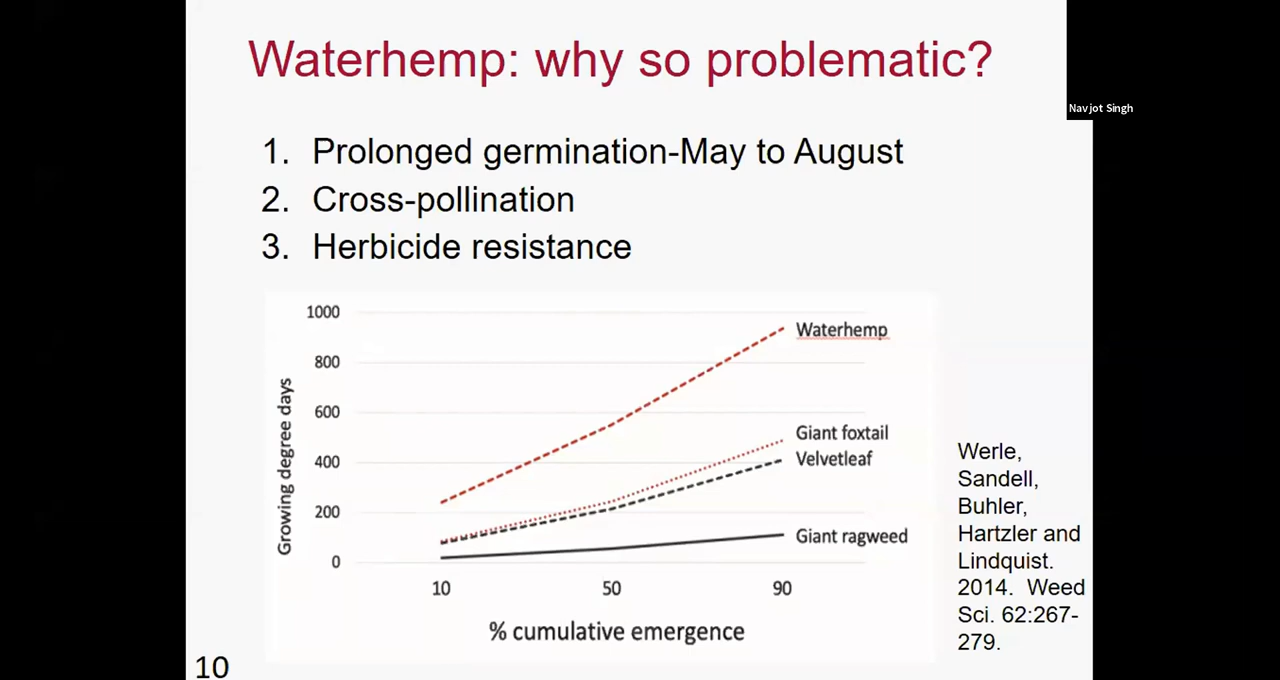 Waterhemp: why so problematic?
Navjot Singh
1. Prolonged germination-May to August
2. Cross-pollination
3. Herbicide resistance
1000
800
600
400
200
0
Growing degree days
Waterhemp
Giant foxtail
Velvetleaf
Giant ragweed
10 50 90
% cumulative emergence
Werle,
Sandell,
Buhler,
Hartzler and
Lindquist.
2014. Weed
Sci. 62:267-
279.
10